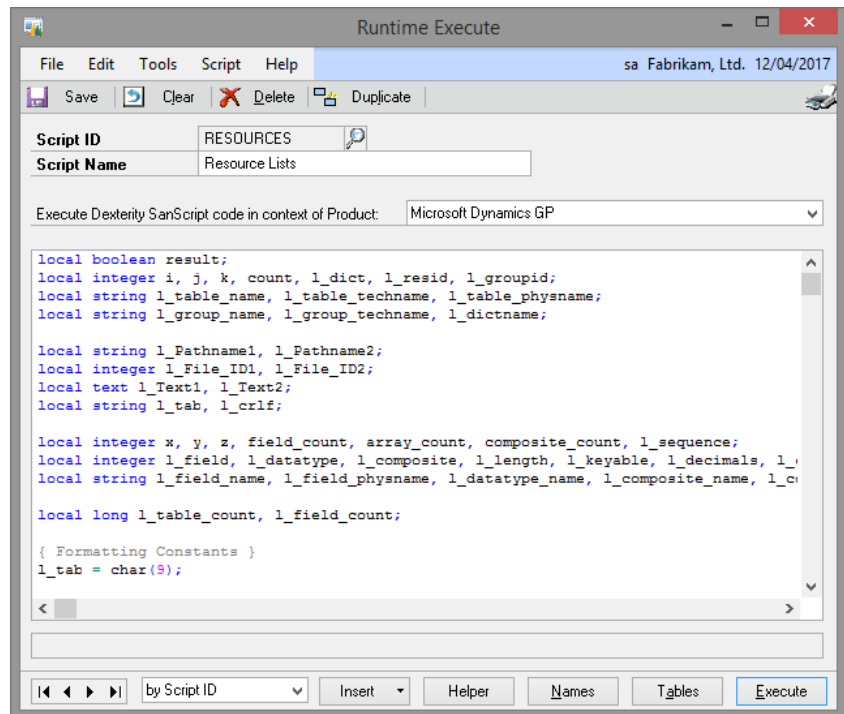 Runtime Execute
File Edit Tools Script Help sa Fabrikam, Ltd. 12/04/2017
Save Clear Delete Duplicate
Script ID RESOURCES
Script Name Resource Lists
Execute Dexterity SanScript code in context of Product: Microsoft Dynamics GP
local boolean result;
local integer i, j, k, count, l_dict, l_resid, l_groupid;
local string l_table_name, l_table_techname, l_table_physname;
local string l_group_name, l_group_techname, l_dictname;
local string l_Pathname1, l_Pathname2;
local integer l_File_ID1, l_File_ID2;
local text l_Text1, l_Text2;
local string l_tab, l_crlf;
local integer x, y, z, field_count, array_count, composite_count, l_sequence;
local integer l_field, l_datatype, l_composite, l_length, l_keyable, l_decimals,
local string l_field_name, l_field_physname, l_datatype_name, l_composite_name,
local long l_table_count, l_field_count;
{ Formatting Constants }
l_tab = char(9);
by Script ID Insert Helper Names Tables Execute